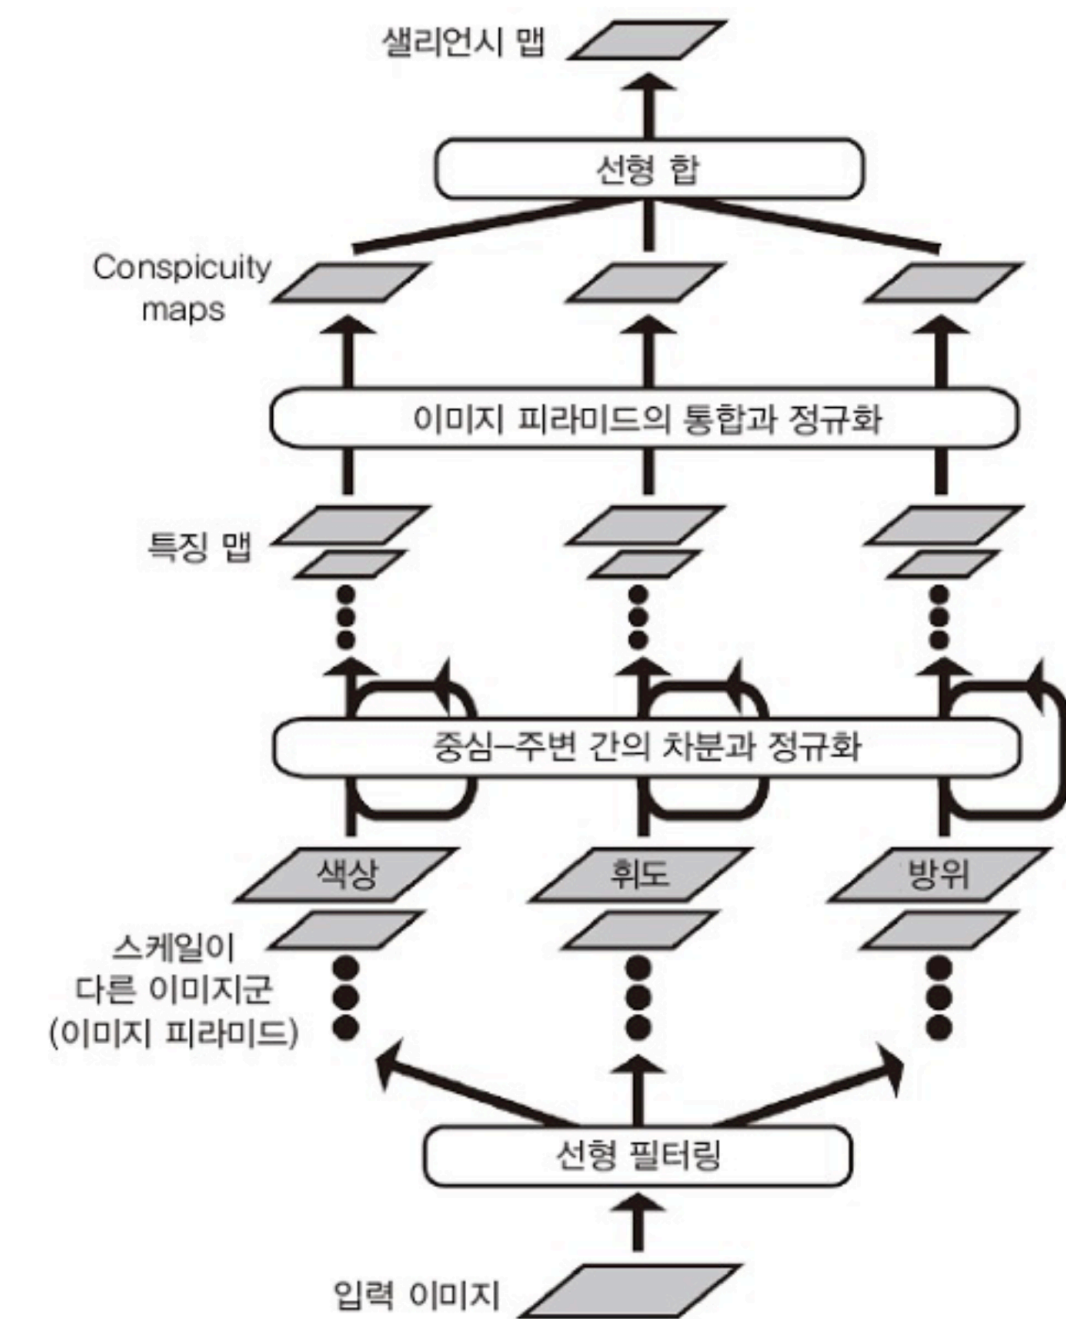 샐리언시 맵
선형 합
Conspicuity
maps
이미지 피라미드의 통합과 정규화
특징 맵
중심-주변 간의 차분과 정규화
색상
휘도
방위
스케일이
다른 이미지군
(이미지 피라미드)
선형 필터링
입력 이미지